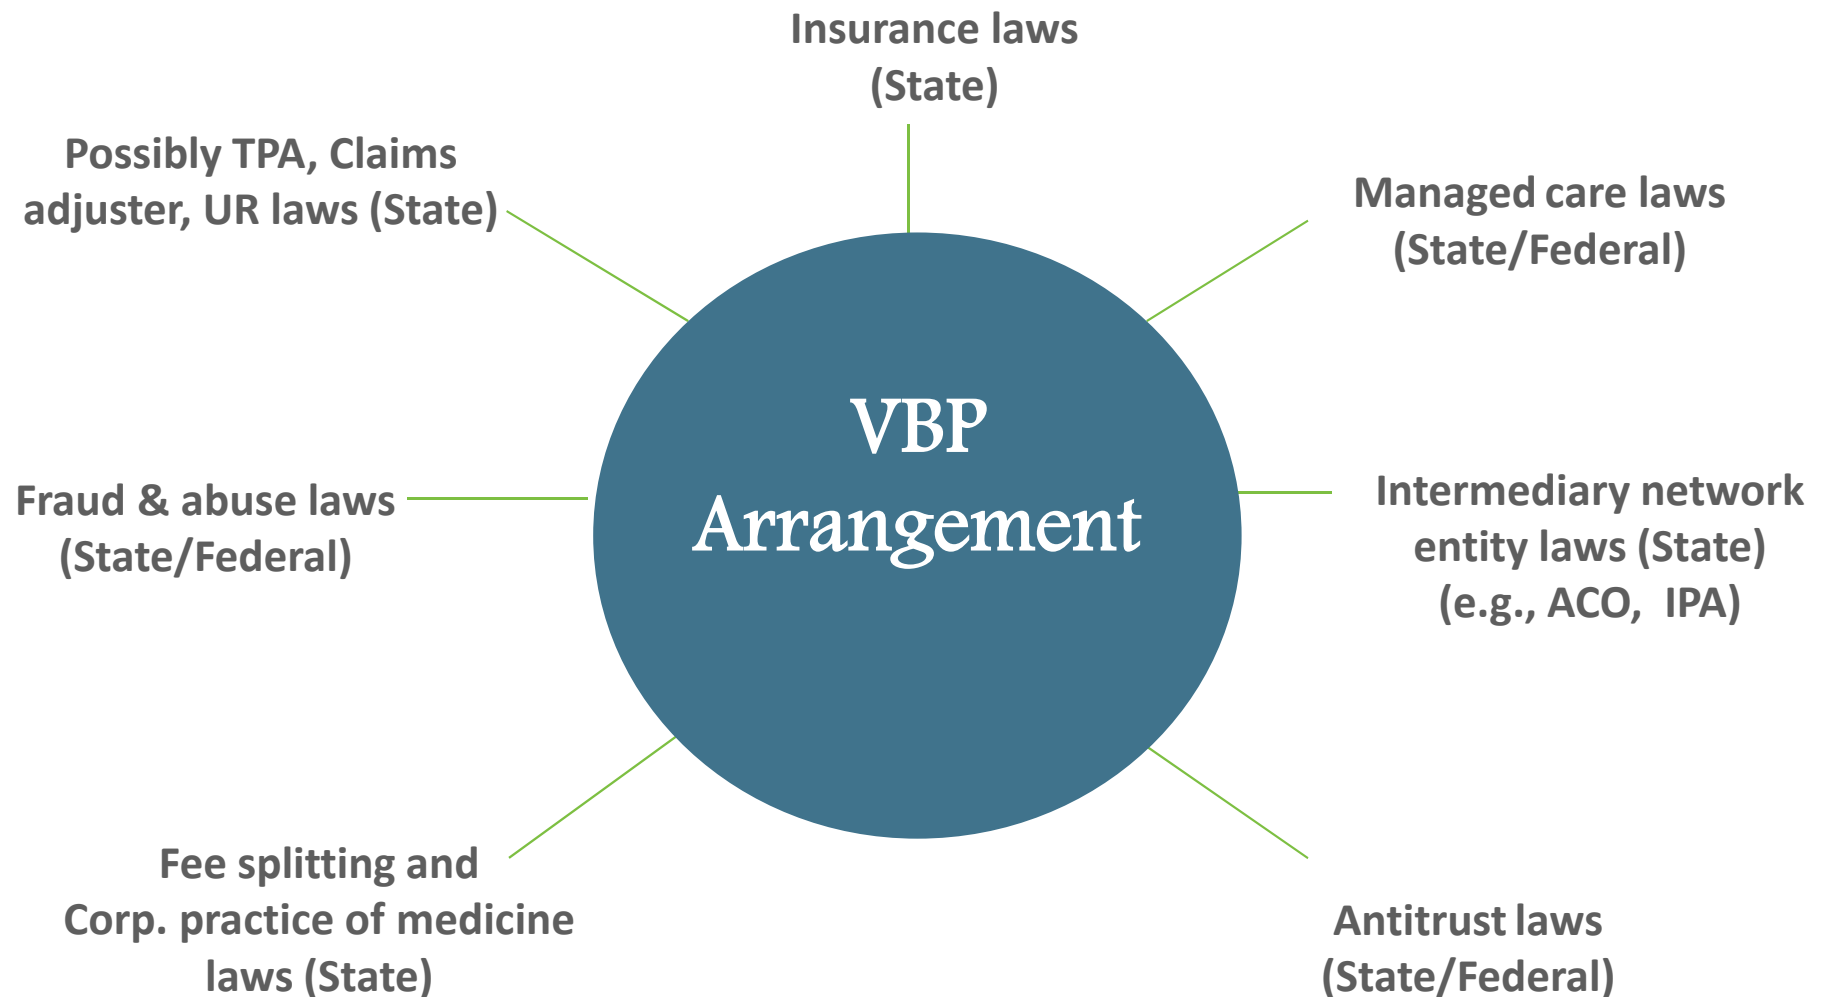 Insurance laws
(State)
Possibly TPA, Claims
adjuster, UR laws (State)
Managed care laws
(State/Federal)
VBP
Arrangement
Fraud & abuse laws
(State/Federal)
Intermediary network
entity laws (State)
(e.g., ACO, IPA)
Fee splitting and
Corp. practice of medicine
laws (State)
Antitrust laws
(State/Federal)